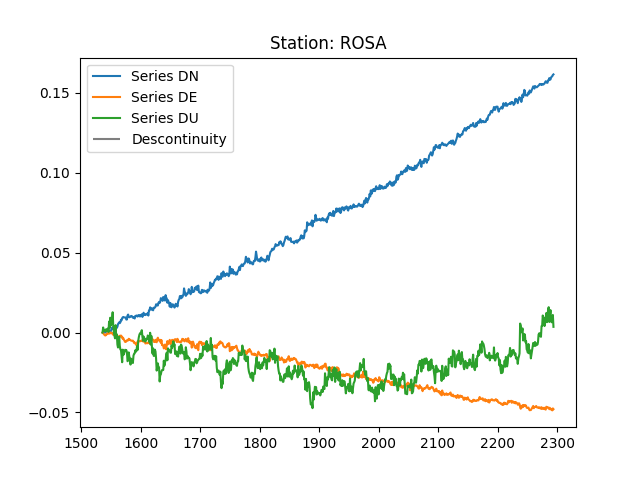 Station: ROSA
Series DN
Series DE
Series DU
Descontinuity
0.15
0.10
0.05
0.00
−0.05
1500 1600 1700 1800 1900 2000 2100 2200 2300